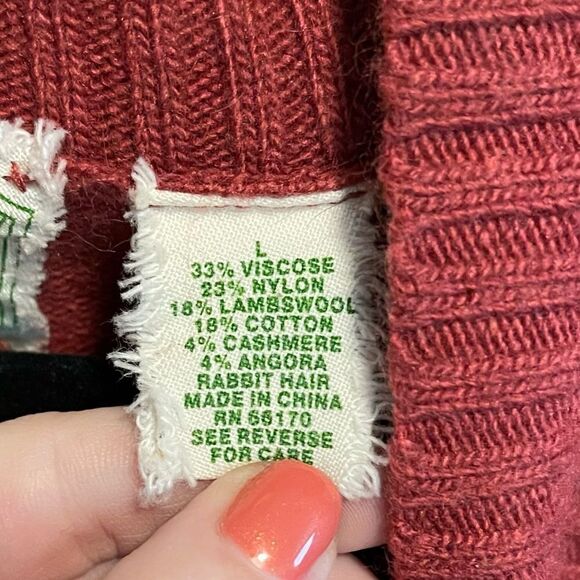 L
33% VISCOSE
23% NYLON
18% LAMBSWOOL
18% COTTON
4% CASHMERE
4% ANGORA
RABBIT HAIR
MADE IN CHINA
RN 66170
SEE REVERSE
FOR CARE